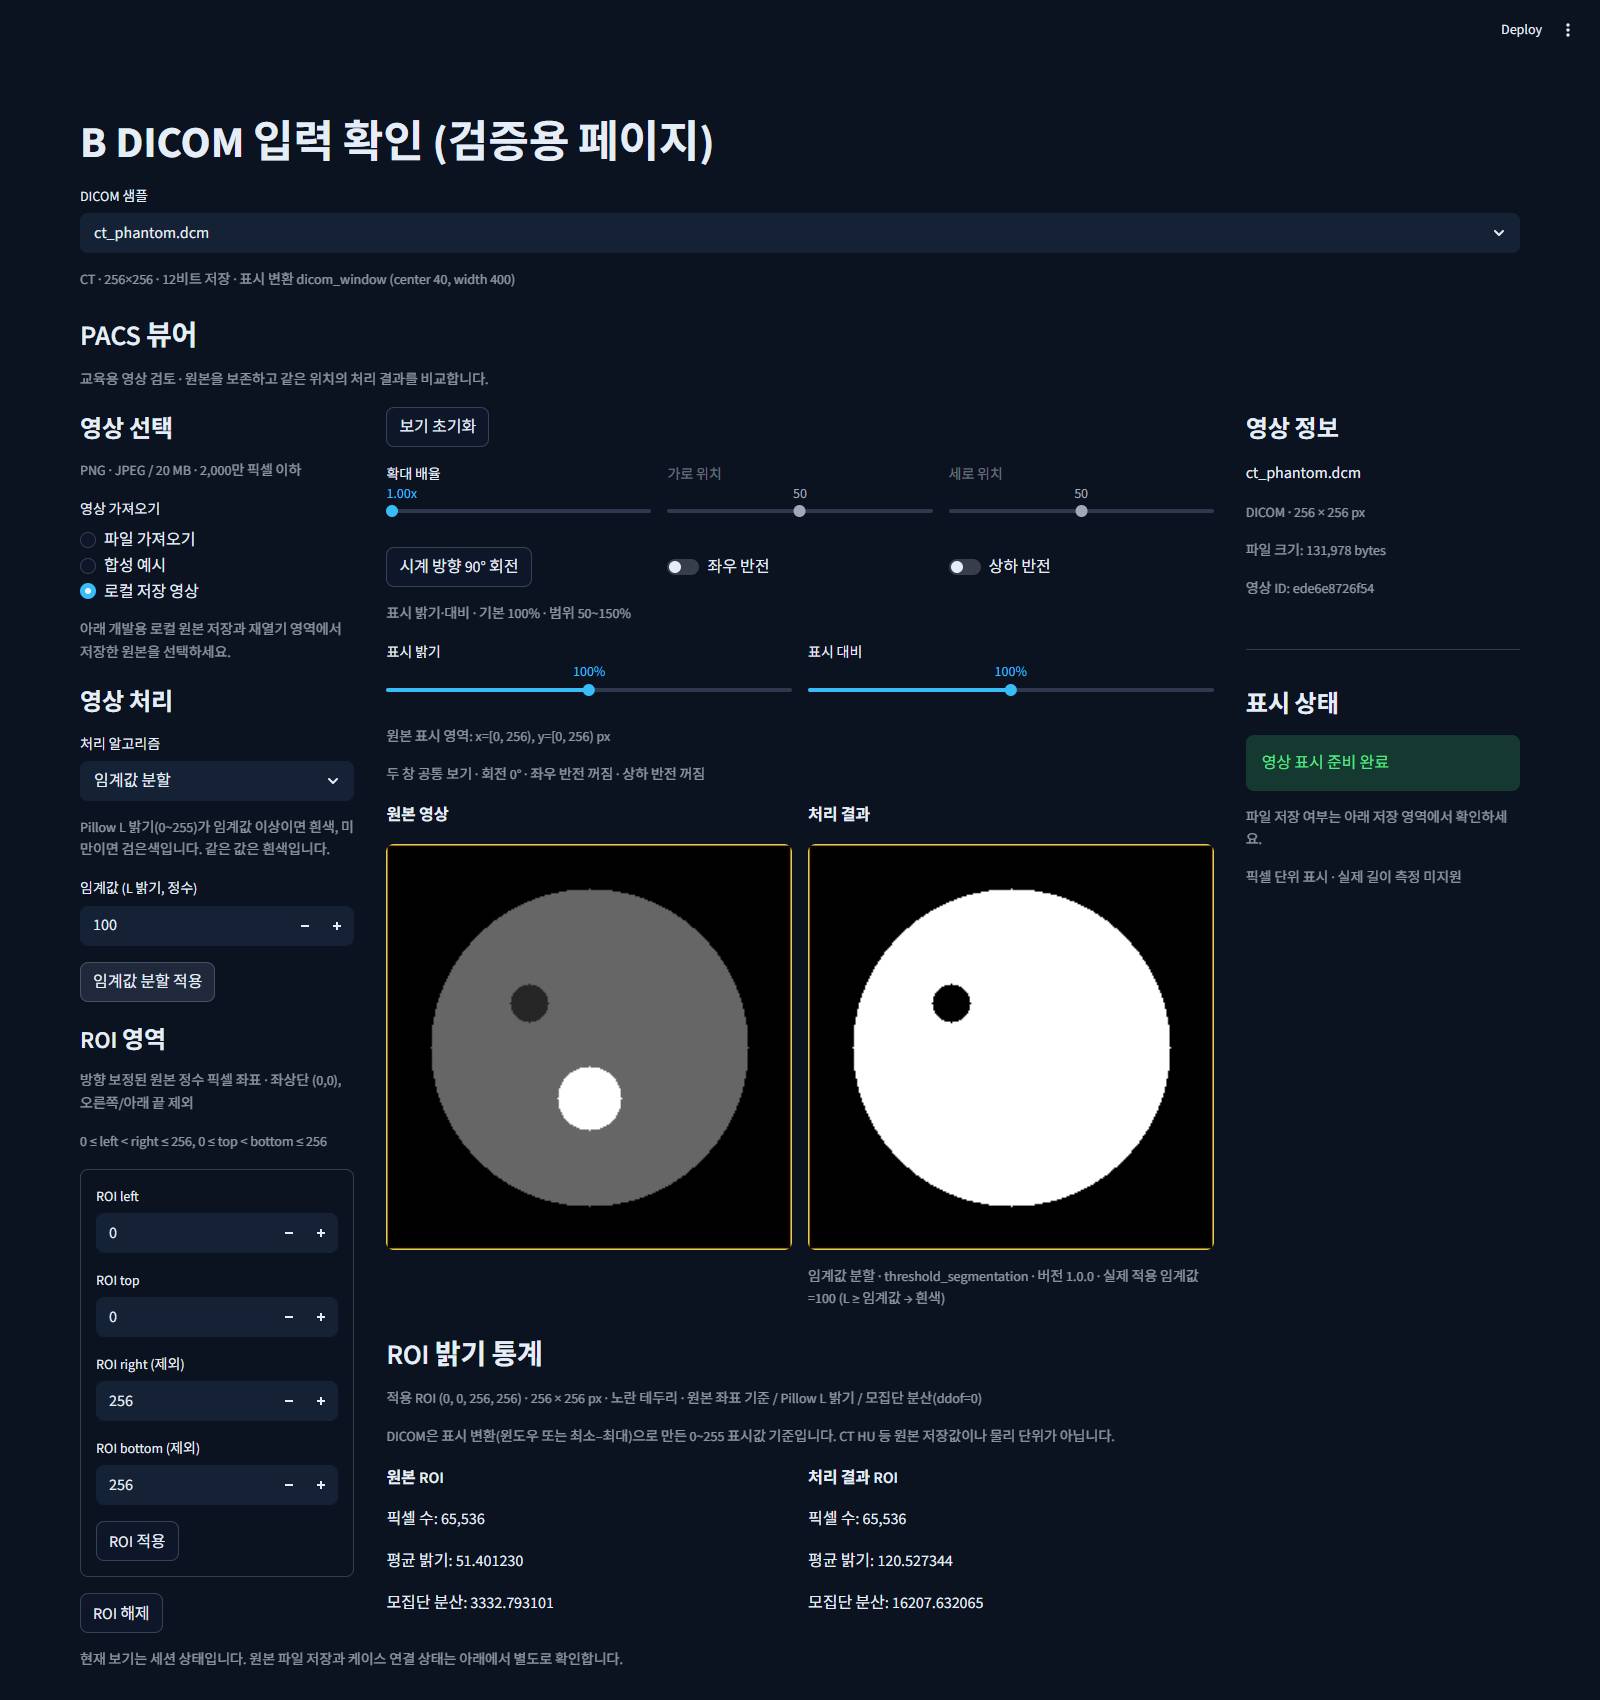 Deploy
B DICOM 입력 확인 (검증용 페이지)
DICOM 샘플
ct_phantom.dcm
CT · 256×256 · 12비트 저장 · 표시 변환 dicom_window (center 40, width 400)
PACS 뷰어
교육용 영상 검토 · 원본을 보존하고 같은 위치의 처리 결과를 비교합니다.
영상 선택
PNG · JPEG / 20 MB · 2,000만 픽셀 이하
영상 가져오기
파일 가져오기
합성 예시
로컬 저장 영상
아래 개발용 로컬 원본 저장과 재열기 영역에서
저장한 원본을 선택하세요.
영상 처리
처리 알고리즘
임계값 분할
Pillow L 밝기(0~255)가 임계값 이상이면 흰색, 미
만이면 검은색입니다. 같은 값은 흰색입니다.
임계값 (L 밝기, 정수)
100
임계값 분할 적용
ROI 영역
방향 보정된 원본 정수 픽셀 좌표 · 좌상단 (0,0),
오른쪽/아래 끝 제외
0 ≤ left < right ≤ 256, 0 ≤ top < bottom ≤ 256
ROI left
0
ROI top
0
ROI right (제외)
256
ROI bottom (제외)
256
ROI 적용
ROI 해제
보기 초기화
확대 배율
1.00x
가로 위치
50
세로 위치
50
시계 방향 90° 회전
좌우 반전
상하 반전
표시 밝기·대비 · 기본 100% · 범위 50~150%
표시 밝기
100%
표시 대비
100%
원본 표시 영역: x=[0, 256), y=[0, 256) px
두 창 공통 보기 · 회전 0° · 좌우 반전 꺼짐 · 상하 반전 꺼짐
원본 영상
처리 결과
임계값 분할 · threshold_segmentation · 버전 1.0.0 · 실제 적용 임계값
=100 (L ≥ 임계값 → 흰색)
ROI 밝기 통계
적용 ROI (0, 0, 256, 256) · 256 × 256 px · 노란 테두리 · 원본 좌표 기준 / Pillow L 밝기 / 모집단 분산(ddof=0)
DICOM은 표시 변환(윈도우 또는 최소–최대)으로 만든 0~255 표시값 기준입니다. CT HU 등 원본 저장값이나 물리 단위가 아닙니다.
원본 ROI
픽셀 수: 65,536
평균 밝기: 51.401230
모집단 분산: 3332.793101
처리 결과 ROI
픽셀 수: 65,536
평균 밝기: 120.527344
모집단 분산: 16207.632065
영상 정보
ct_phantom.dcm
DICOM · 256 × 256 px
파일 크기: 131,978 bytes
영상 ID: ede6e8726f54
표시 상태
영상 표시 준비 완료
파일 저장 여부는 아래 저장 영역에서 확인하세
요.
픽셀 단위 표시 · 실제 길이 측정 미지원
현재 보기는 세션 상태입니다. 원본 파일 저장과 케이스 연결 상태는 아래에서 별도로 확인합니다.